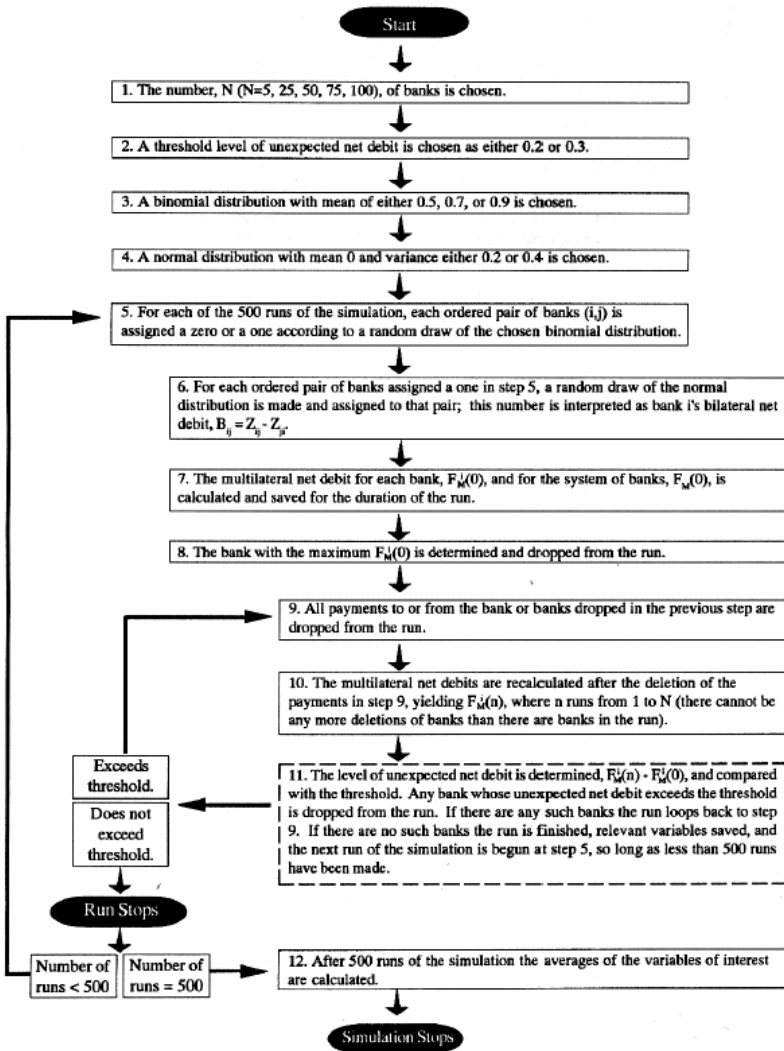 Start
1. The number, N (N=5, 25, 50, 75, 100), of banks is chosen.
2. A threshold level of unexpected net debit is chosen as either 0.2 or 0.3.
3. A binomial distribution with mean of either 0.5, 0.7, or 0.9 is chosen.
4. A normal distribution with mean 0 and variance either 0.2 or 0.4 is chosen.
5. For each of the 500 runs of the simulation, each ordered pair of banks (i,j) is
assigned a zero or a one according to a random draw of the chosen binomial distribution.
6. For each ordered pair of banks assigned a one in step 5, a random draw of the normal
distribution is made and assigned to that pair; this number is interpreted as bank i's bilateral net
debit, B_ij = Z_ij - Z_ji.
7. The multilateral net debit for each bank, F_M^i(0), and for the system of banks, F_M(0), is
calculated and saved for the duration of the run.
8. The bank with the maximum F_M^i(0) is determined and dropped from the run.
9. All payments to or from the bank or banks dropped in the previous step are
dropped from the run.
10. The multilateral net debits are recalculated after the deletion of the
payments in step 9, yielding F_M^i(n), where n runs from 1 to N (there cannot be
any more deletions of banks than there are banks in the run).
Exceeds
threshold.
Does not
exceed
threshold.
11. The level of unexpected net debit is determined, F_M^i(n) - F_M^i(0), and compared
with the threshold. Any bank whose unexpected net debit exceeds the threshold
is dropped from the run. If there are any such banks the run loops back to step
9. If there are no such banks the run is finished, relevant variables saved, and
the next run of the simulation is begun at step 5, so long as less than 500 runs
have been made.
Run Stops
Number of
runs < 500
Number of
runs = 500
12. After 500 runs of the simulation the averages of the variables of interest
are calculated.
Simulation Stops